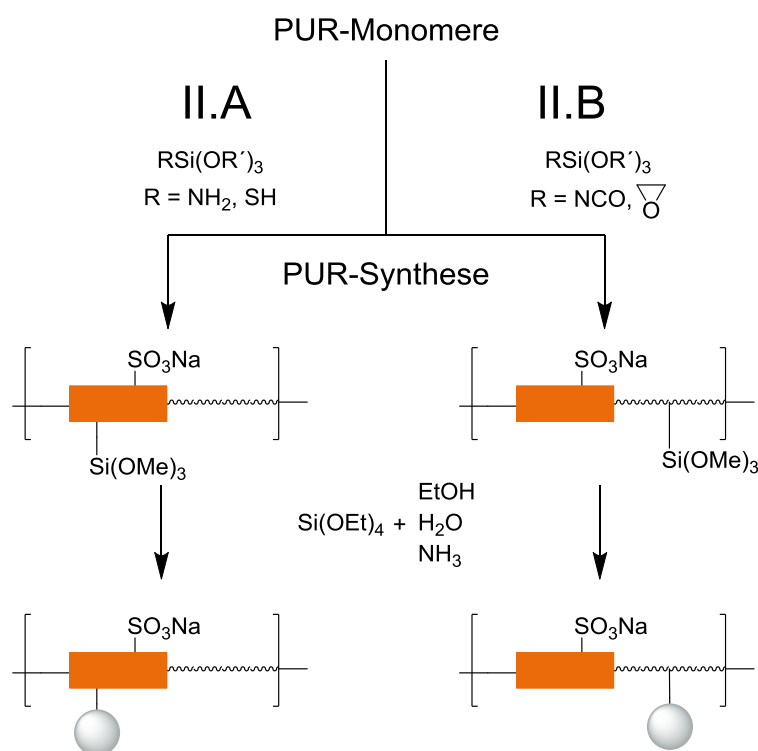 PUR-Monomere
II.A
II.B
RSi(OR´)₃
R = NH₂, SH
RSi(OR´)₃
R = NCO, O
PUR-Synthese
SO₃Na
Si(OMe)₃
SO₃Na
Si(OMe)₃
Si(OEt)₄ +
EtOH
H₂O
NH₃
SO₃Na
SO₃Na